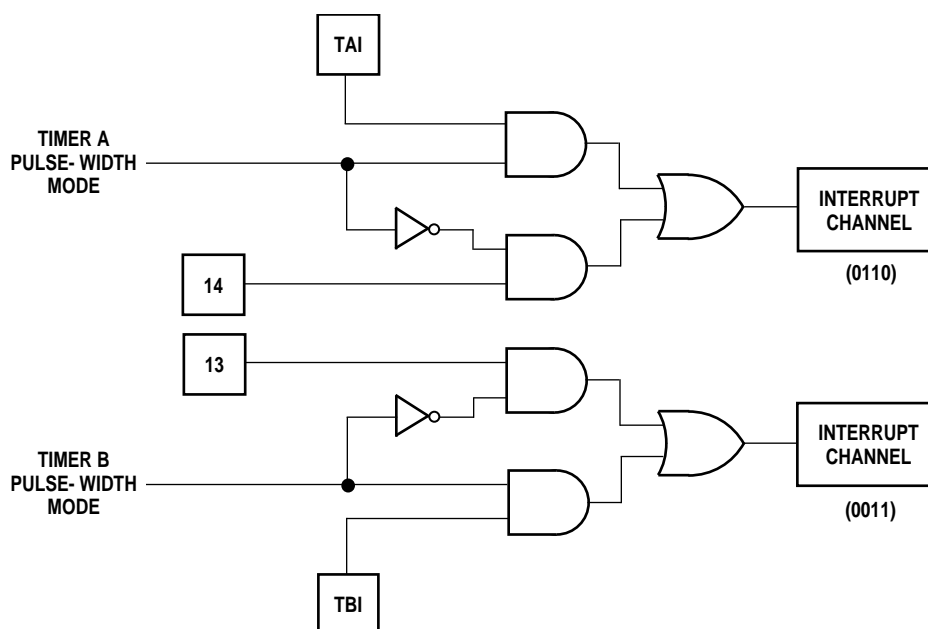 TAI
TIMER A
PULSE- WIDTH
MODE
INTERRUPT
CHANNEL
(0110)
14
13
TIMER B
PULSE- WIDTH
MODE
INTERRUPT
CHANNEL
(0011)
TBI